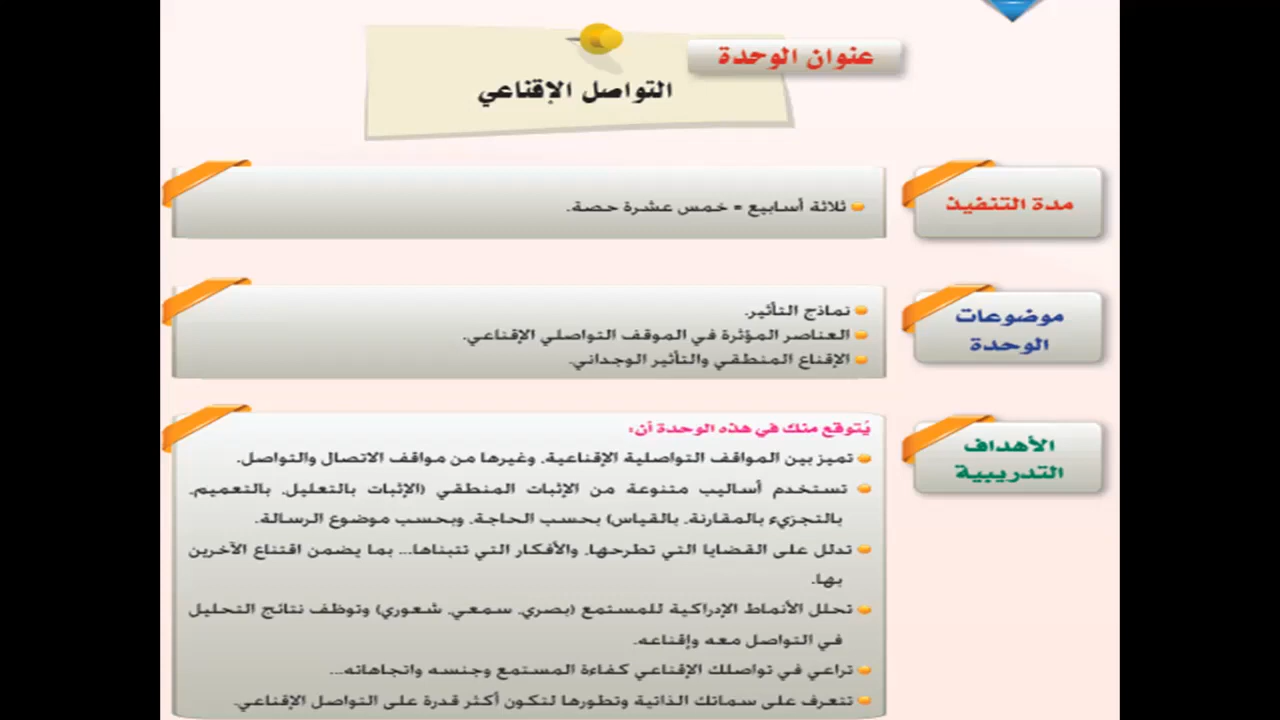 عنوان الوحدة
التواصل الإقناعي
مدة التنفيذ
ثلاثة أسابيع = خمس عشرة حصة.
موضوعات
الوحدة
نماذج التأثير.
العناصر المؤثرة في الموقف التواصلي الإقناعي.
الإقناع المنطقي والتأثير الوجداني.
الأهداف
التدريبية
يُتوقع منك في هذه الوحدة أن:
تميز بين المواقف التواصلية الإقناعية، وغيرها من مواقف الاتصال والتواصل.
تستخدم أساليب متنوعة من الإثبات المنطقي (الإثبات بالتعليل، بالتعميم،
بالتجزيء بالمقارنة، بالقياس) بحسب الحاجة، وبحسب موضوع الرسالة.
تدلل على القضايا التي تطرحها، والأفكار التي تتبناها... بما يضمن اقتناع الآخرين
بها.
تحلل الأنماط الإدراكية للمستمع (بصري، سمعي، شعوري) وتوظف نتائج التحليل
في التواصل معه وإقناعه.
تراعي في تواصلك الإقناعي كفاءة المستمع وجنسه واتجاهاته...
تتعرف على سماتك الذاتية وتطورها لتكون أكثر قدرة على التواصل الإقناعي.